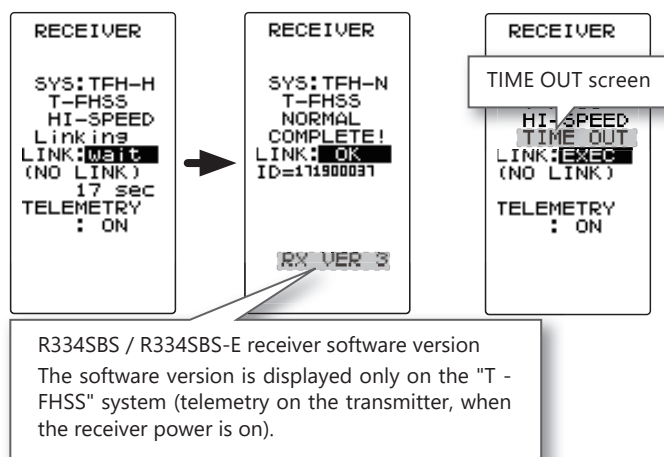 RECEIVER
SYS:TFH-H
T-FHSS
HI-SPEED
Linking
LINK:wait
(NO LINK)
17 sec
TELEMETRY
: ON
RECEIVER
SYS:TFH-N
T-FHSS
NORMAL
COMPLETE!
LINK: OK
ID=171900037
RX VER 3
RECEIVER
TIME OUT screen
HI-SPEED
TIME OUT
LINK:EXEC
(NO LINK)
TELEMETRY
: ON
R334SBS / R334SBS-E receiver software version
The software version is displayed only on the "T -
FHSS" system (telemetry on the transmitter, when
the receiver power is on).